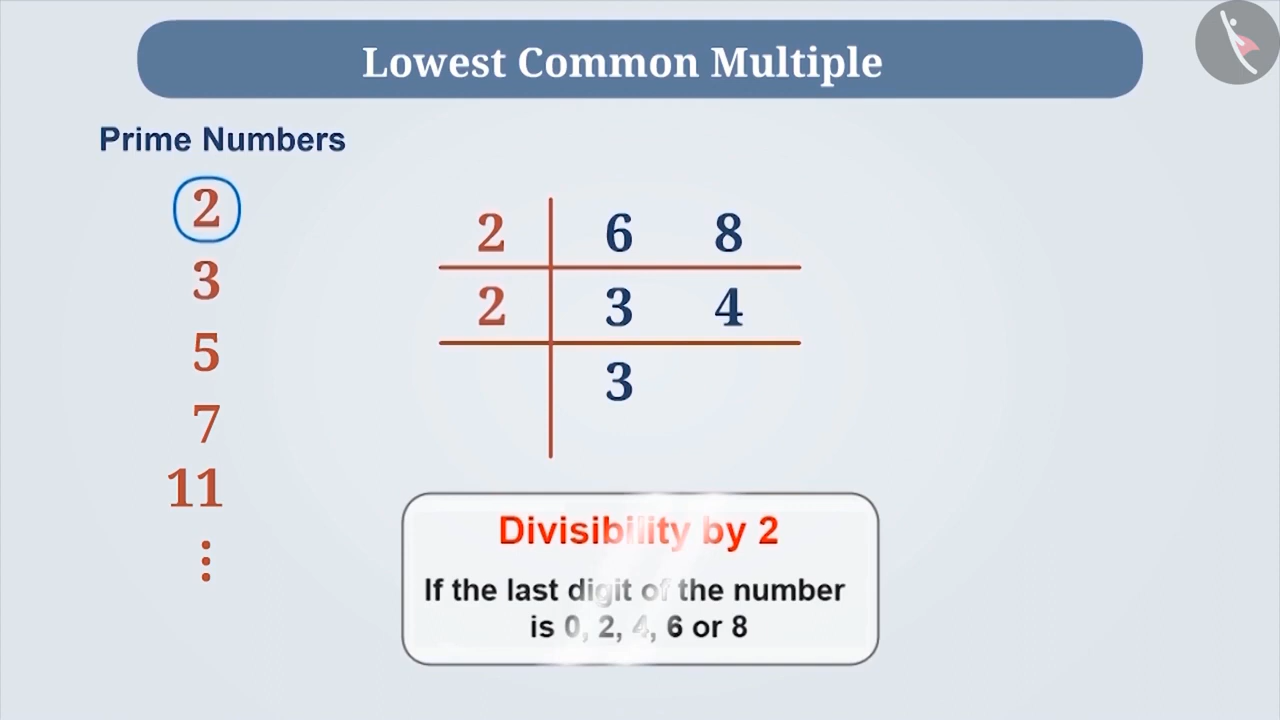 Lowest Common Multiple
Prime Numbers
2
3
5
7
11
2 6 8
2 3 4
3
Divisibility by 2
If the last digit of the number
is 0, 2, 4, 6 or 8